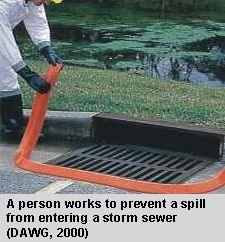 A person works to prevent a spill
from entering a storm sewer
(DAWG, 2000)